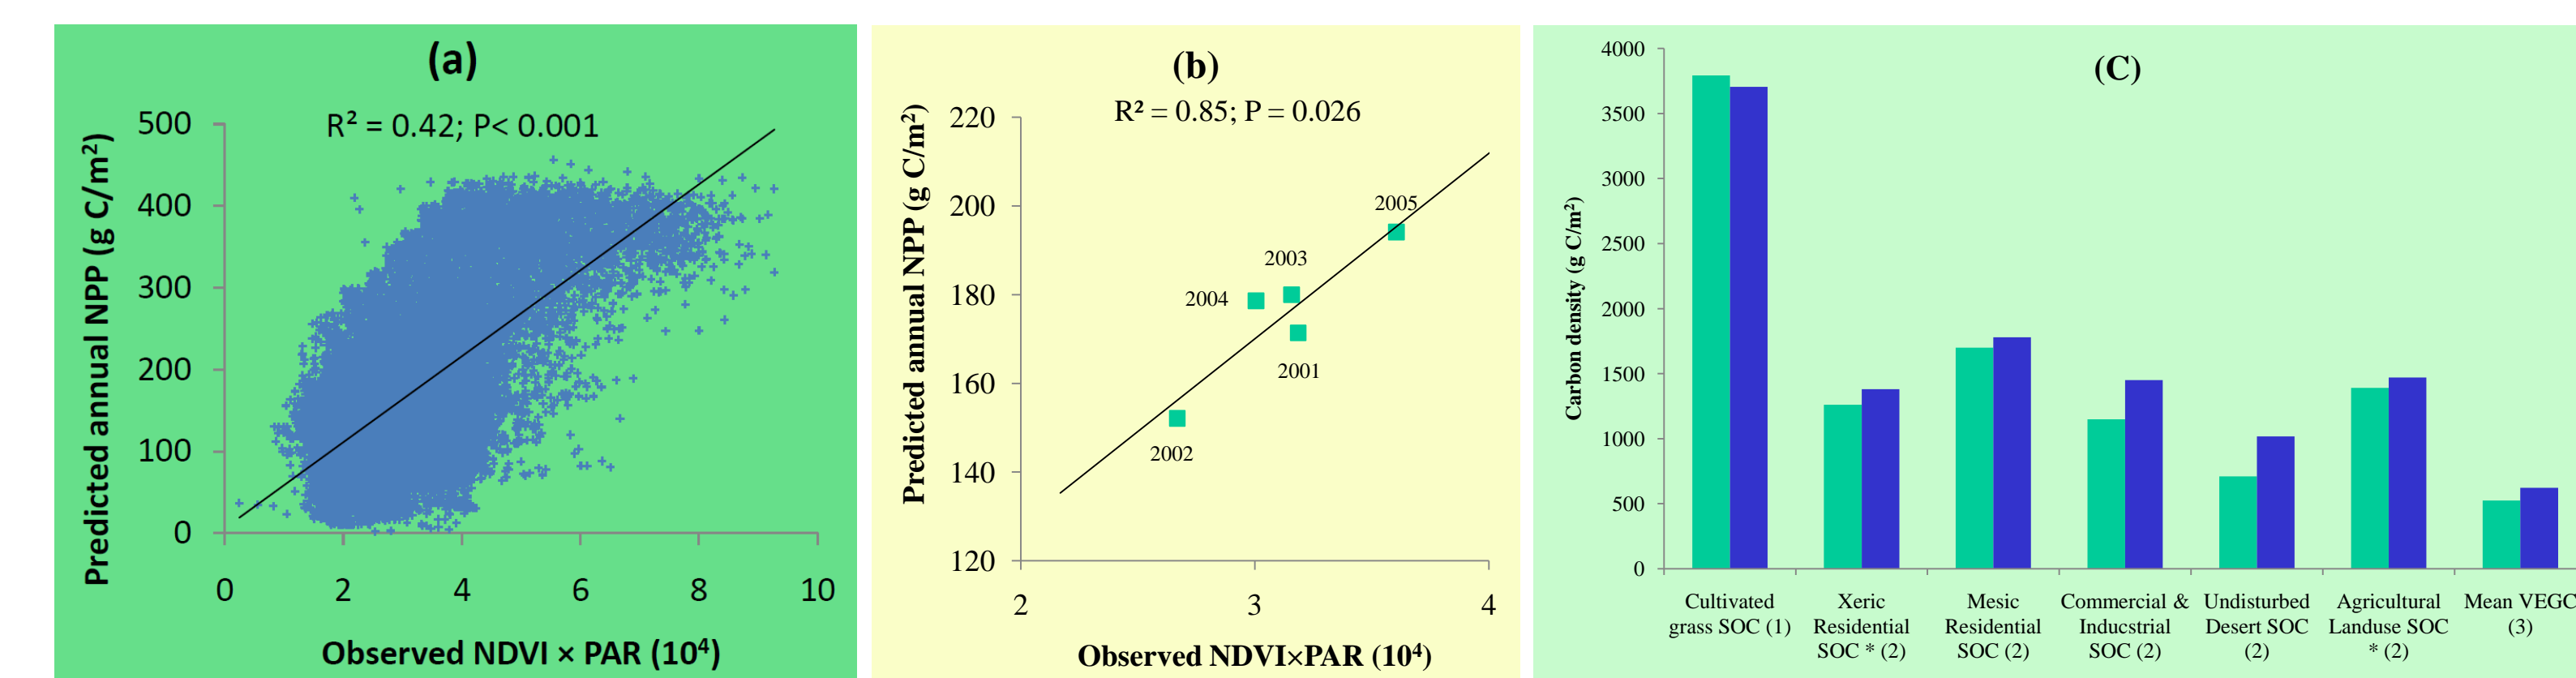 (a)
R² = 0.42; P< 0.001
Predicted annual NPP (g C/m²)
500
400
300
200
100
0
0 2 4 6 8 10
Observed NDVI × PAR (10⁴)
(b)
R² = 0.85; P = 0.026
Predicted annual NPP (g C/m²)
220
200
180
160
140
120
2005
2003
2004
2001
2002
2 3 4
Observed NDVI×PAR (10⁴)
(C)
Carbon density (g C/m²)
4000
3500
3000
2500
2000
1500
1000
500
0
Cultivated
grass SOC (1)
Xeric
Residential
SOC * (2)
Mesic
Residential
SOC (2)
Commercial &
Inducstrial
SOC (2)
Undisturbed
Desert SOC
(2)
Agricultural
Landuse SOC
* (2)
Mean VEGC
(3)